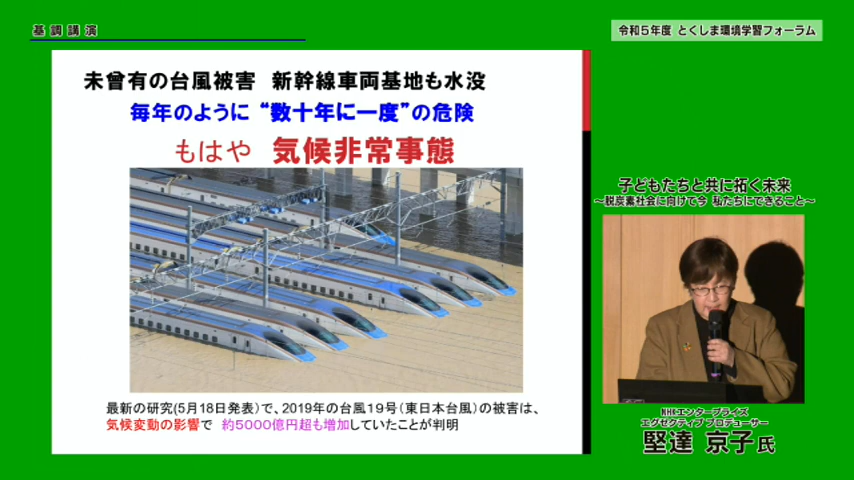 基調講演
令和5年度 とくしま環境学習フォーラム
未曾有の台風被害 新幹線車両基地も水没
毎年のように “数十年に一度”の危険
もはや 気候非常事態
最新の研究(5月18日発表)で、2019年の台風19号(東日本台風)の被害は、
気候変動の影響で 約5000億円超も増加していたことが判明
子どもたちと共に拓く未来
~脱炭素社会に向けて今 私たちにできること~
NHKエンタープライズ
エグゼクティブ プロデューサー
堅達 京子氏